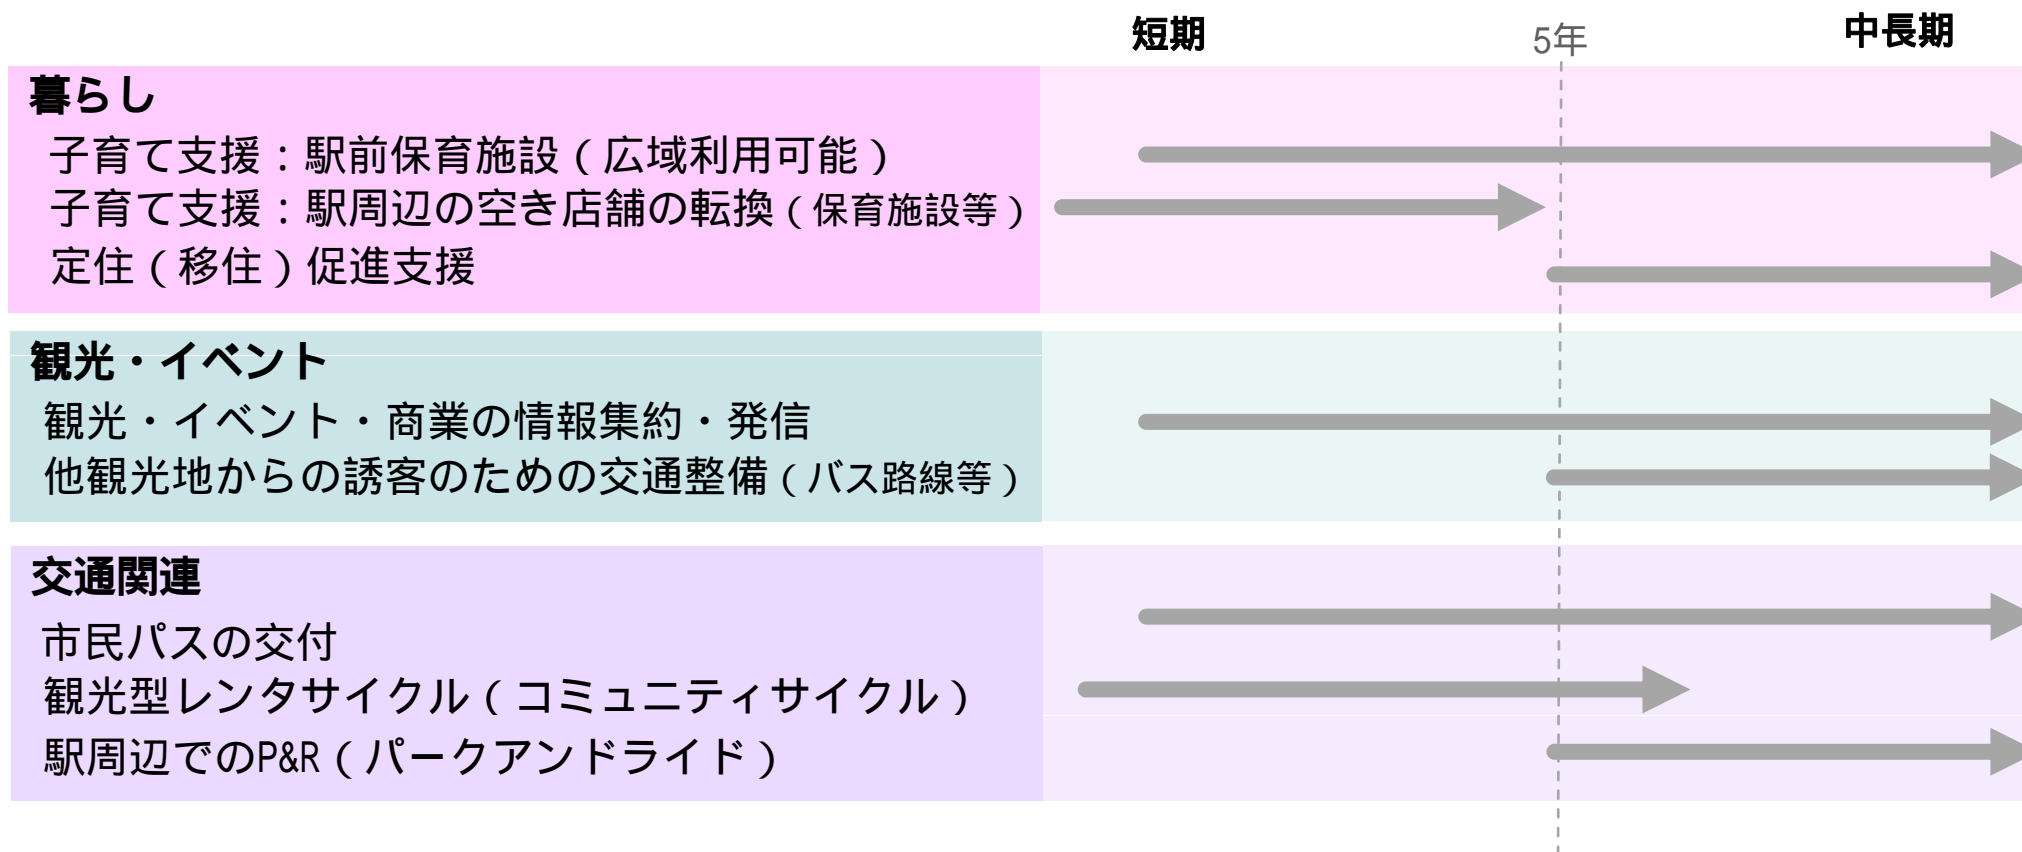 短期 5年 中長期
暮らし
子育て支援：駅前保育施設（広域利用可能）
子育て支援：駅周辺の空き店舗の転換（保育施設等）
定住（移住）促進支援
観光・イベント
観光・イベント・商業の情報集約・発信
他観光地からの誘客のための交通整備（バス路線等）
交通関連
市民パスの交付
観光型レンタサイクル（コミュニティサイクル）
駅周辺でのP&R（パークアンドライド）